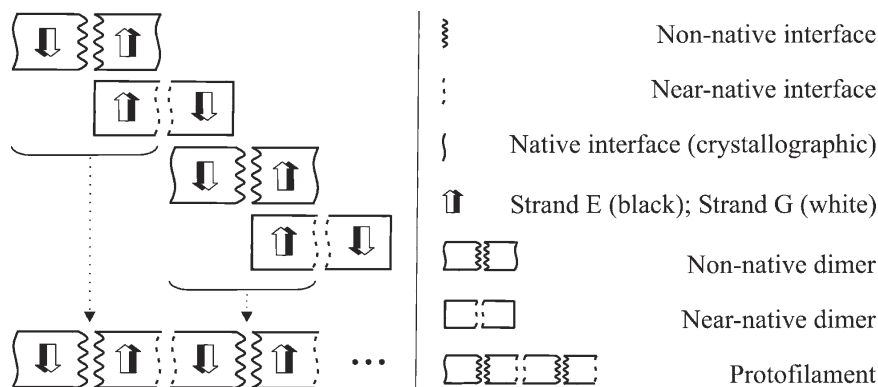 Non-native interface
Near-native interface
Native interface (crystallographic)
Strand E (black); Strand G (white)
Non-native dimer
Near-native dimer
Protofilament
...